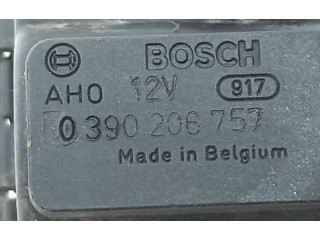 BOSCH
AHO 12V 917
0 390 206 757
Made in Belgium